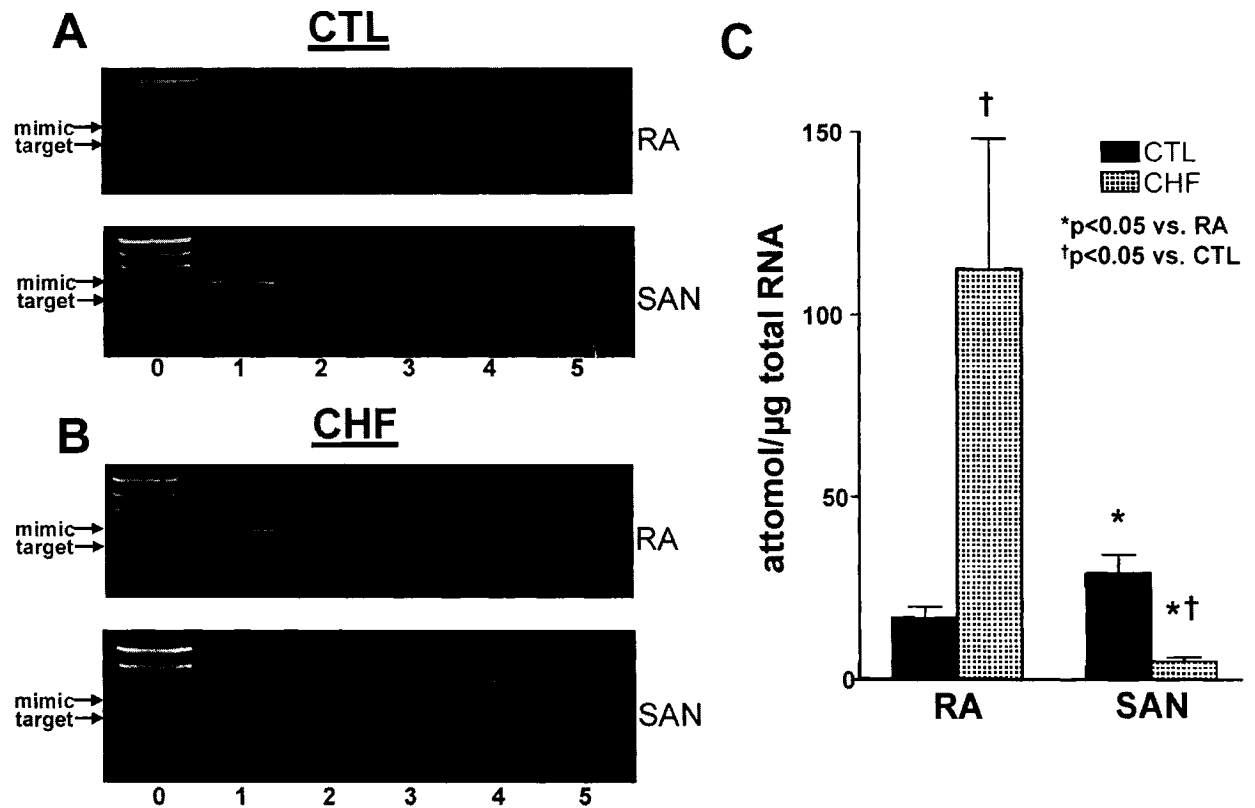 A
CTL
mimic
target
RA
mimic
target
SAN
0 1 2 3 4 5
B
CHF
mimic
target
RA
mimic
target
SAN
0 1 2 3 4 5
C
†
150
CTL
CHF
*p<0.05 vs. RA
†p<0.05 vs. CTL
attomol/µg total RNA
100
50
*
*†
0
RA SAN